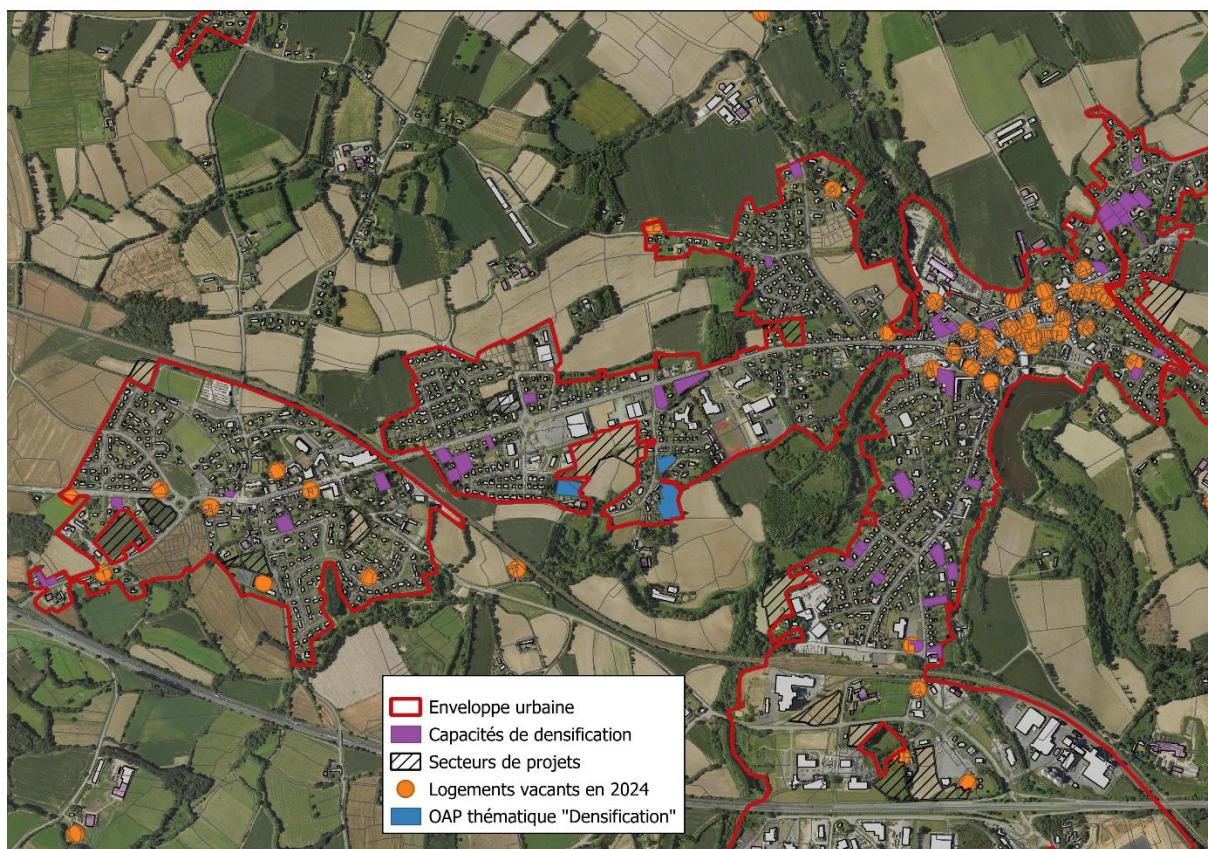 Enveloppe urbaine
Capacités de densification
Secteurs de projets
Logements vacants en 2024
OAP thématique "Densification"